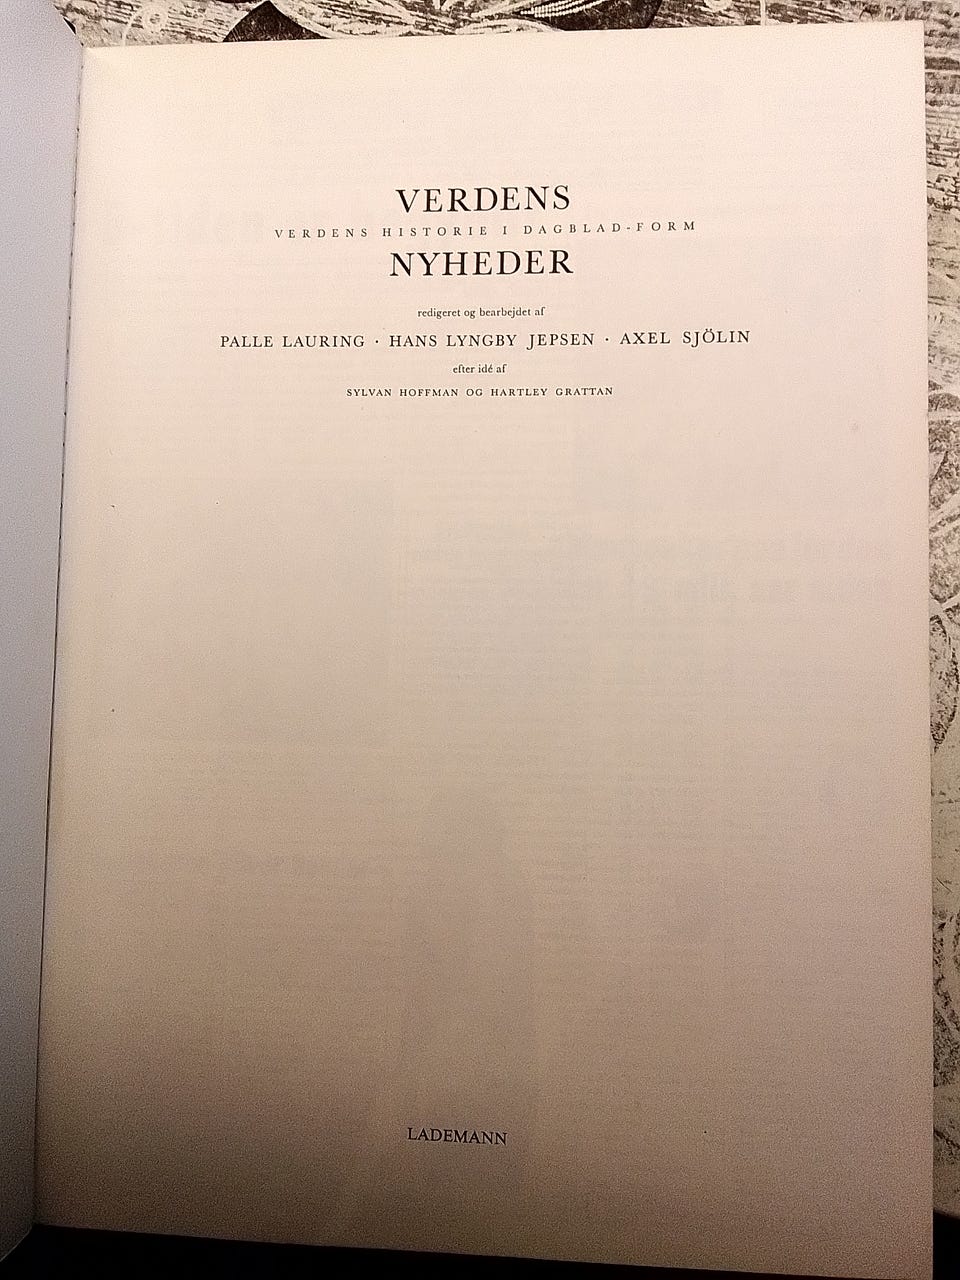 VERDENS
VERDENS HISTORIE I DAGBLAD-FORM
NYHEDER
redigeret og bearbejdet af
PALLE LAURING · HANS LYNGBY JEPSEN · AXEL SJÖLIN
efter idé af
SYLVAN HOFFMAN OG HARTLEY GRATTAN
LADEMANN